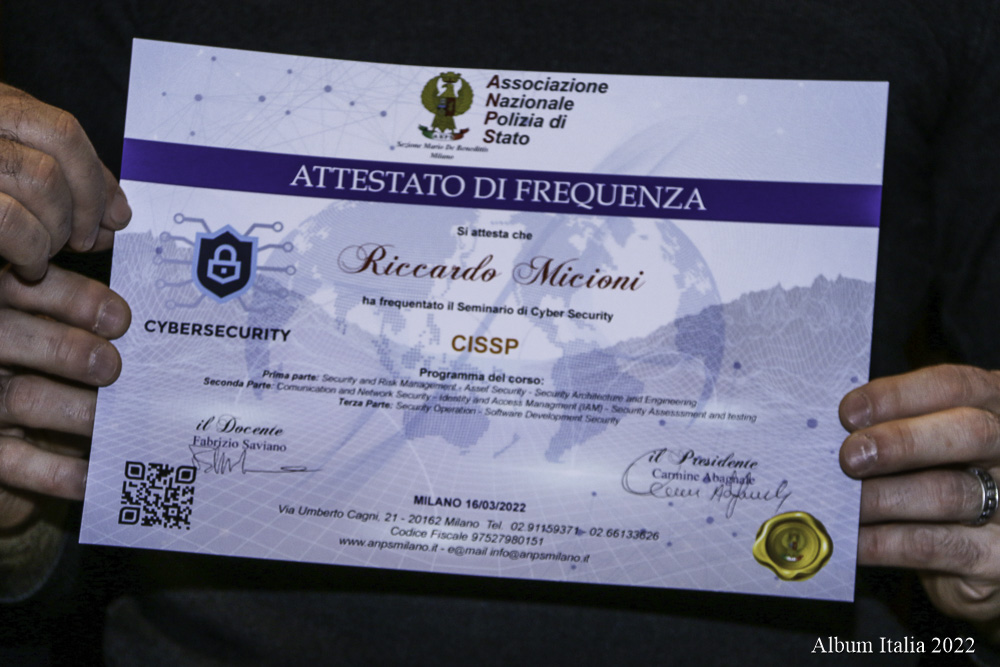 Associazione
Nazionale
Polizia di
Stato
Sezione Mario De Benedittis
Milano
ATTESTATO DI FREQUENZA
Si attesta che
Riccardo Micioni
ha frequentato il Seminario di Cyber Security
CISSP
CYBERSECURITY
Programma del corso:
Prima parte: Security and Risk Management - Asset Security - Security Architecture and Engineering
Seconda Parte: Comunication and Network Security - Identity and Access Managment (IAM) - Security Assesssment and testing
Terza Parte: Security Operation - Software Development Security
il Docente
Fabrizio Saviano
il Presidente
Carmine Abagnale
MILANO 16/03/2022
Via Umberto Cagni, 21 - 20162 Milano Tel. 02.91159371 - 02.66133626
Codice Fiscale 97527980151
www.anpsmilano.it - e@mail info@anpsmilano.it
Album Italia 2022